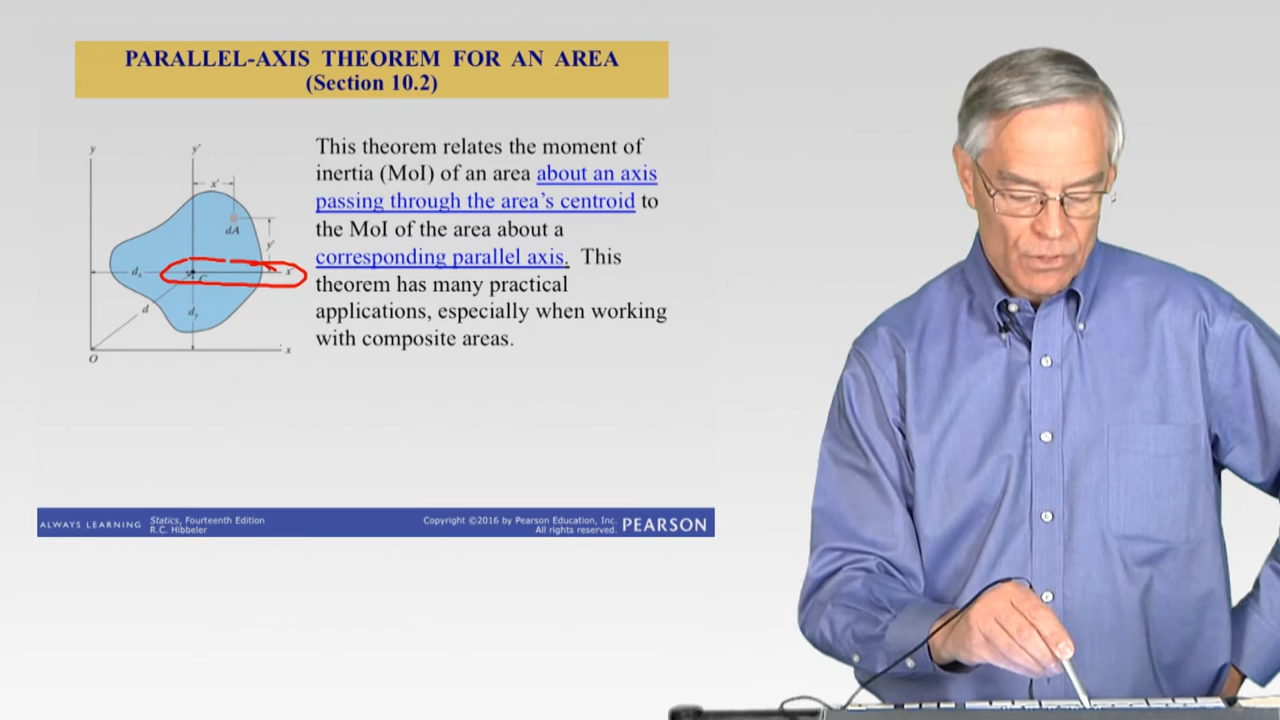 PARALLEL-AXIS THEOREM FOR AN AREA
(Section 10.2)
y
y'
x'
dA
y'
dₓ
C
x'
d
dᵧ
O
x
This theorem relates the moment of
inertia (MoI) of an area about an axis
passing through the area’s centroid to
the MoI of the area about a
corresponding parallel axis. This
theorem has many practical
applications, especially when working
with composite areas.
ALWAYS LEARNING
Statics, Fourteenth Edition
R.C. Hibbeler
Copyright ©2016 by Pearson Education, Inc.
All rights reserved.
PEARSON